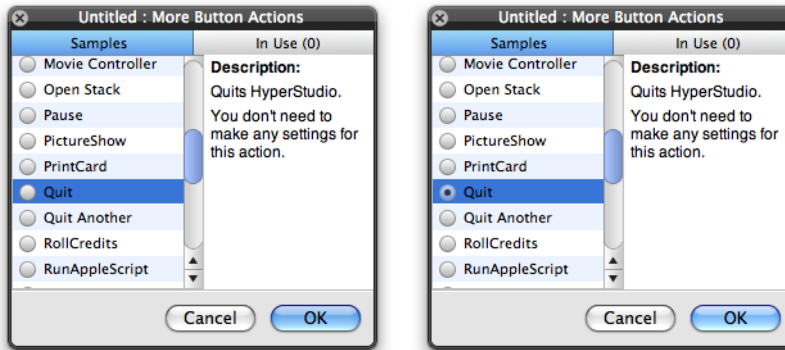 Untitled : More Button Actions
Samples
In Use (0)
Movie Controller
Open Stack
Pause
PictureShow
PrintCard
Quit
Quit Another
RollCredits
RunAppleScript
Description:
Quits HyperStudio.
You don't need to
make any settings for
this action.
Cancel
OK
Untitled : More Button Actions
Samples
In Use (0)
Movie Controller
Open Stack
Pause
PictureShow
PrintCard
Quit
Quit Another
RollCredits
RunAppleScript
Description:
Quits HyperStudio.
You don't need to
make any settings for
this action.
Cancel
OK